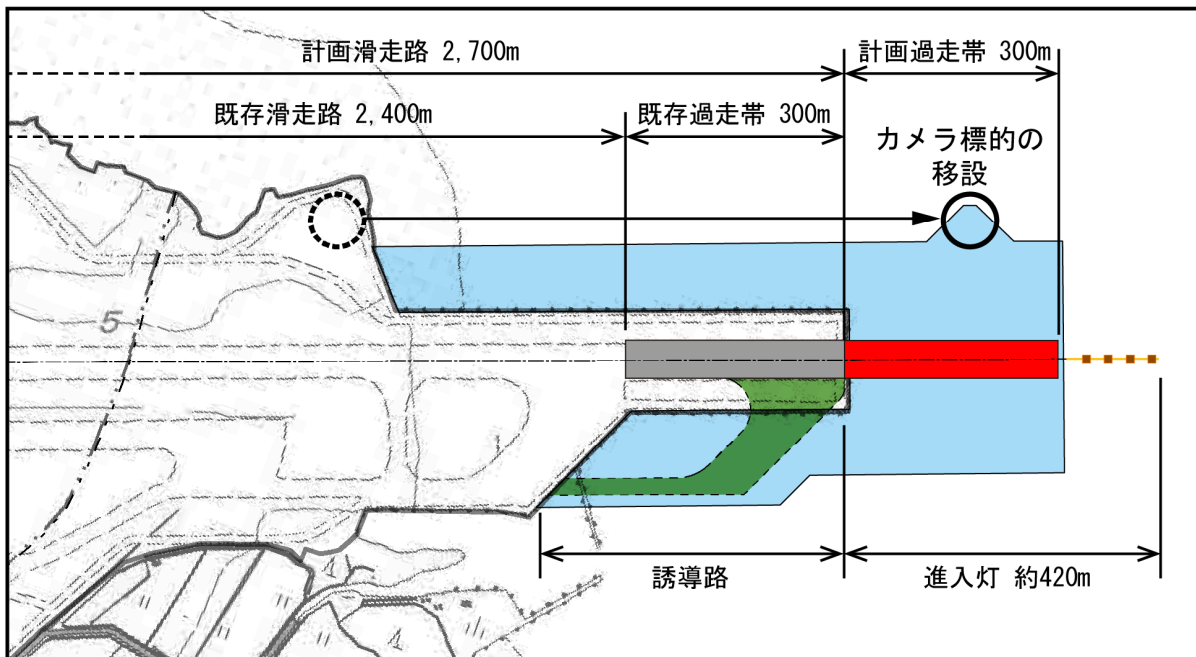 計画滑走路 2,700m
計画過走帯 300m
既存滑走路 2,400m
既存過走帯 300m
カメラ標的の
移設
5
誘導路
進入灯 約420m